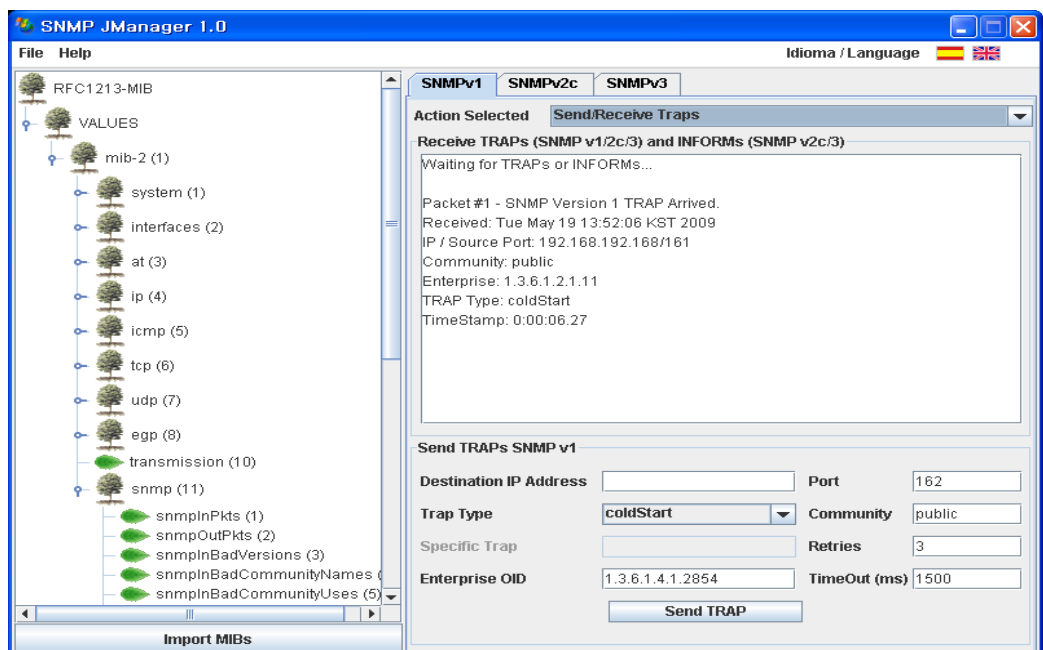 SNMP JManager 1.0
File Help Idioma / Language
RFC1213-MIB
VALUES
mib-2 (1)
system (1)
interfaces (2)
at (3)
ip (4)
icmp (5)
tcp (6)
udp (7)
egp (8)
transmission (10)
snmp (11)
snmpInPkts (1)
snmpOutPkts (2)
snmpInBadVersions (3)
snmpInBadCommunityNames (
snmpInBadCommunityUses (5)
Import MIBs
SNMPv1 SNMPv2c SNMPv3
Action Selected Send/Receive Traps
Receive TRAPs (SNMP v1/2c/3) and INFORMs (SNMP v2c/3)
Waiting for TRAPs or INFORMs...
Packet #1 - SNMP Version 1 TRAP Arrived.
Received: Tue May 19 13:52:06 KST 2009
IP / Source Port: 192.168.192.168/161
Community: public
Enterprise: 1.3.6.1.2.1.11
TRAP Type: coldStart
TimeStamp: 0:00:06.27
Send TRAPs SNMP v1
Destination IP Address Port 162
Trap Type coldStart Community public
Specific Trap Retries 3
Enterprise OID 1.3.6.1.4.1.2854 TimeOut (ms) 1500
Send TRAP